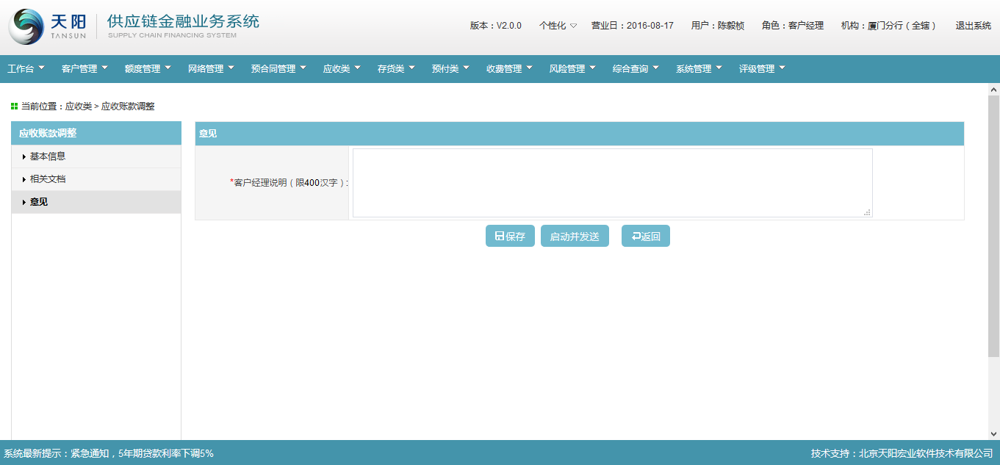 天阳 供应链金融业务系统
TANSUN SUPPLY CHAIN FINANCING SYSTEM
版本：V2.0.0 个性化 营业日：2016-08-17 用户：陈毅桢 角色：客户经理 机构：厦门分行（全辖） 退出系统
工作台 客户管理 额度管理 网络管理 预合同管理 应收类 存货类 预付类 收费管理 风险管理 综合查询 系统管理 评级管理
当前位置：应收类 > 应收账款调整
应收账款调整
基本信息
相关文档
意见
意见
*客户经理说明（限400汉字）:
保存 启动并发送 返回
系统最新提示：紧急通知，5年期贷款利率下调5% 技术支持：北京天阳宏业软件技术有限公司